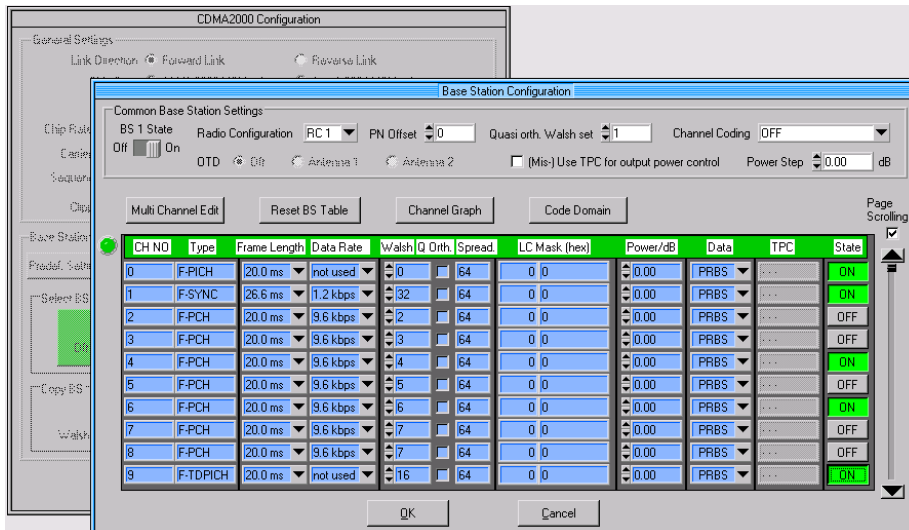 CDMA2000 Configuration
General Settings
Link Direction Forward Link Reverse Link
Base Station Configuration
Common Base Station Settings
BS 1 State
Off On
Radio Configuration RC 1 PN Offset 0 Quasi orth. Walsh set 1 Channel Coding OFF
OTD Off Antenna 1 Antenna 2 (Mis-) Use TPC for output power control Power Step 0.00 dB
Chip Rate
Sequence
Base Station
Select BS
Off
Copy BS
Walsh
Multi Channel Edit Reset BS Table Channel Graph Code Domain
Page
Scrolling
CH NO Type Frame Length Data Rate Walsh Q Orth. Spread. LC Mask (hex) Power/dB Data TPC State
0 F-PICH 20.0 ms not used 0 64 0 0 0.00 PRBS ... ON
1 F-SYNC 26.6 ms 1.2 kbps 32 64 0 0 0.00 PRBS ... ON
2 F-PCH 20.0 ms 9.6 kbps 2 64 0 0 0.00 PRBS ... OFF
3 F-PCH 20.0 ms 9.6 kbps 3 64 0 0 0.00 PRBS ... OFF
4 F-PCH 20.0 ms 9.6 kbps 4 64 0 0 0.00 PRBS ... ON
5 F-PCH 20.0 ms 9.6 kbps 5 64 0 0 0.00 PRBS ... OFF
6 F-PCH 20.0 ms 9.6 kbps 6 64 0 0 0.00 PRBS ... ON
7 F-PCH 20.0 ms 9.6 kbps 7 64 0 0 0.00 PRBS ... OFF
8 F-PCH 20.0 ms 9.6 kbps 7 64 0 0 0.00 PRBS ... OFF
9 F-TDPICH 20.0 ms not used 16 64 0 0 0.00 PRBS ... ON
OK Cancel